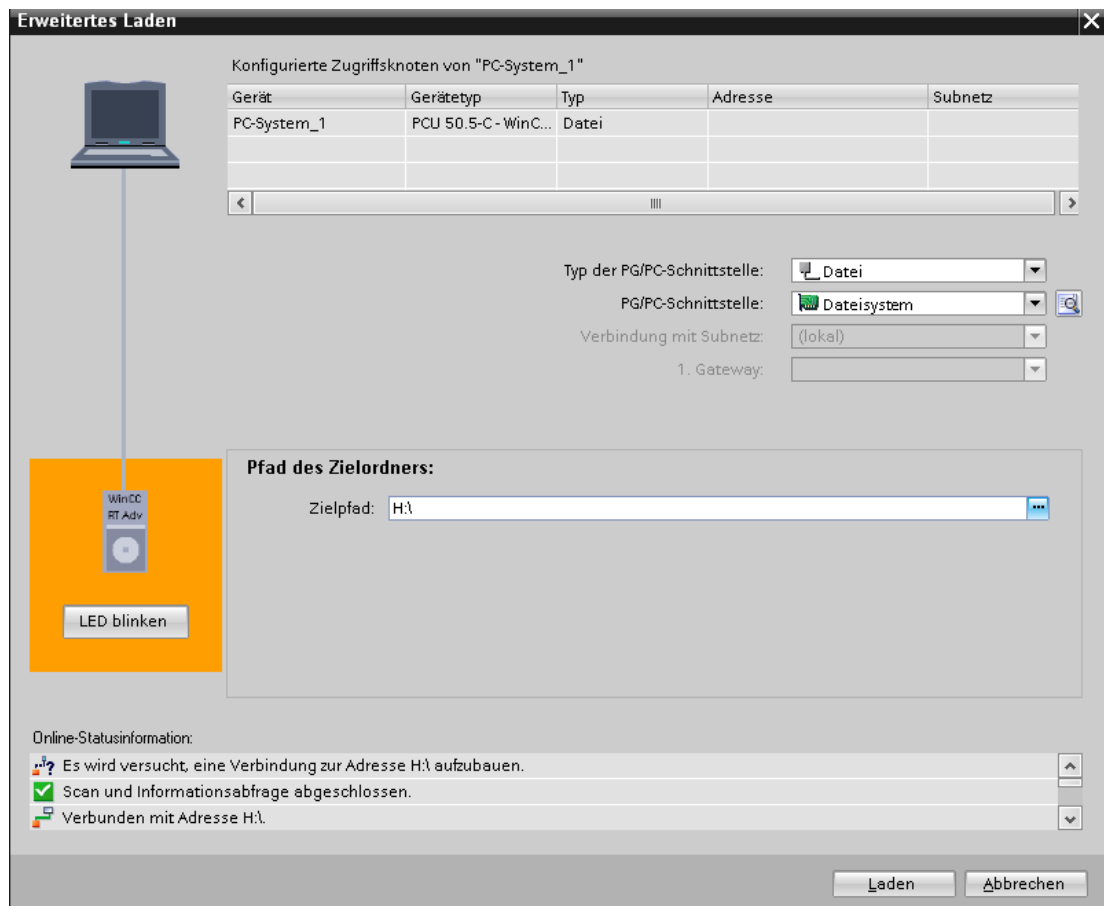 Erweitertes Laden
Konfigurierte Zugriffsknoten von "PC-System_1"
Gerät Gerätetyp Typ Adresse Subnetz
PC-System_1 PCU 50.5-C - WinC... Datei
Typ der PG/PC-Schnittstelle: Datei
PG/PC-Schnittstelle: Dateisystem
Verbindung mit Subnetz: (lokal)
1. Gateway:
WinCC
RT Adv
LED blinken
Pfad des Zielordners:
Zielpfad: H:\
...
Online-Statusinformation:
Es wird versucht, eine Verbindung zur Adresse H:\ aufzubauen.
Scan und Informationsabfrage abgeschlossen.
Verbunden mit Adresse H:\.
Laden Abbrechen